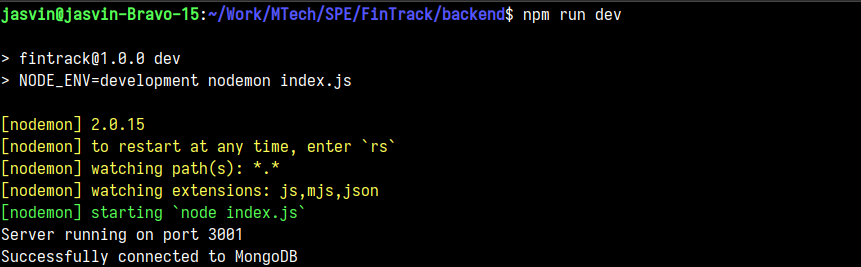 jasvin@jasvin-Bravo-15:~/Work/MTech/SPE/FinTrack/backend$ npm run dev
> fintrack@1.0.0 dev
> NODE_ENV=development nodemon index.js
[nodemon] 2.0.15
[nodemon] to restart at any time, enter `rs`
[nodemon] watching path(s): *.*
[nodemon] watching extensions: js,mjs,json
[nodemon] starting `node index.js`
Server running on port 3001
Successfully connected to MongoDB